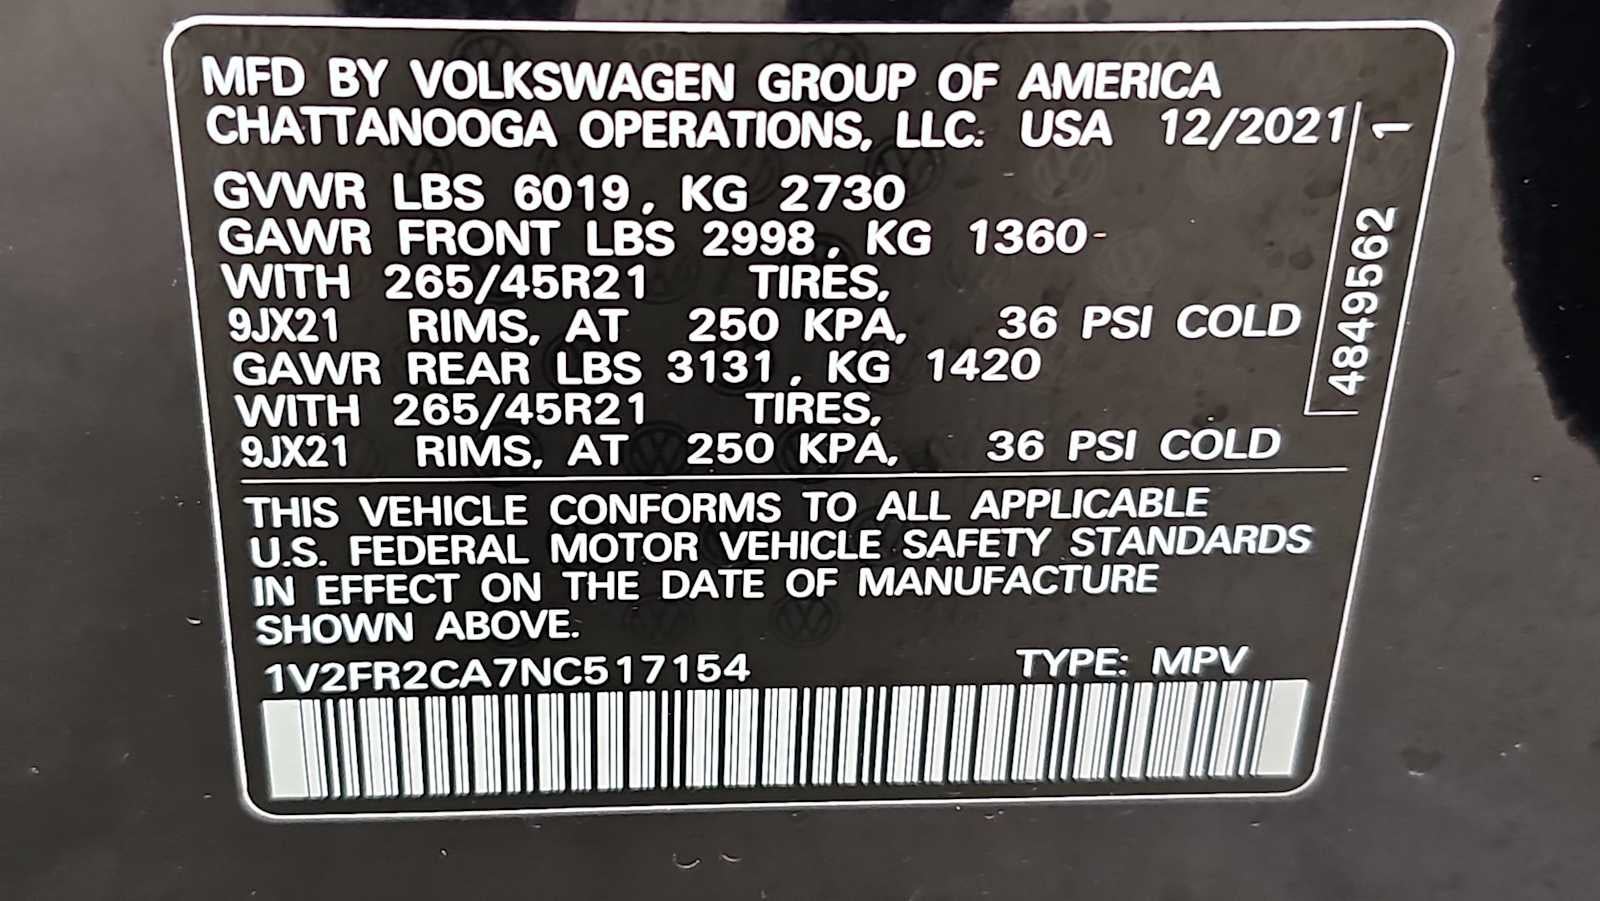 MFD BY VOLKSWAGEN GROUP OF AMERICA
CHATTANOOGA OPERATIONS, LLC. USA 12/2021
GVWR LBS 6019, KG 2730
GAWR FRONT LBS 2998, KG 1360
WITH 265/45R21 TIRES,
9JX21 RIMS, AT 250 KPA, 36 PSI COLD
GAWR REAR LBS 3131, KG 1420
WITH 265/45R21 TIRES,
9JX21 RIMS, AT 250 KPA, 36 PSI COLD
THIS VEHICLE CONFORMS TO ALL APPLICABLE
U.S. FEDERAL MOTOR VEHICLE SAFETY STANDARDS
IN EFFECT ON THE DATE OF MANUFACTURE
SHOWN ABOVE.
1V2FR2CA7NC517154 TYPE: MPV
4849562 1